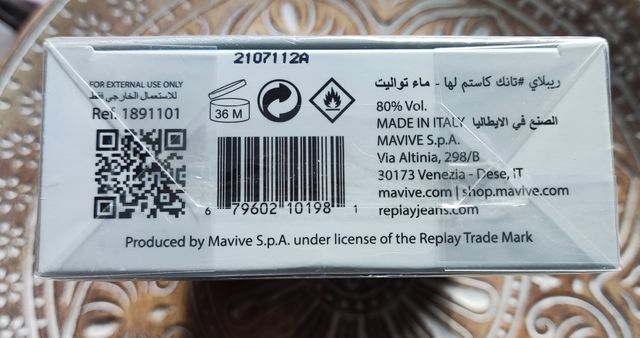 2107112A
FOR EXTERNAL USE ONLY
للاستعمال الخارجي فقط
Ref. 1891101
36 M
6 79602 10198 1
ريبلاي #تانك كاستم لها - ماء تواليت
80% Vol.
MADE IN ITALY الصنع في الايطاليا
MAVIVE S.p.A.
Via Altinia, 298/B
30173 Venezia - Dese, IT
mavive.com | shop.mavive.com
replayjeans.com
Produced by Mavive S.p.A. under license of the Replay Trade Mark